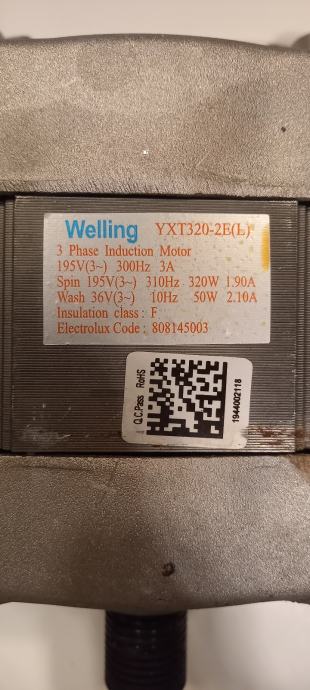 Welling YXT320-2E(L)
3 Phase Induction Motor
195V(3~) 300Hz 3A
Spin 195V(3~) 310Hz 320W 1.90A
Wash 36V(3~) 10Hz 50W 2.10A
Insulation class : F
Electrolux Code : 808145003
Q.C.Pass RoHS
1944002118